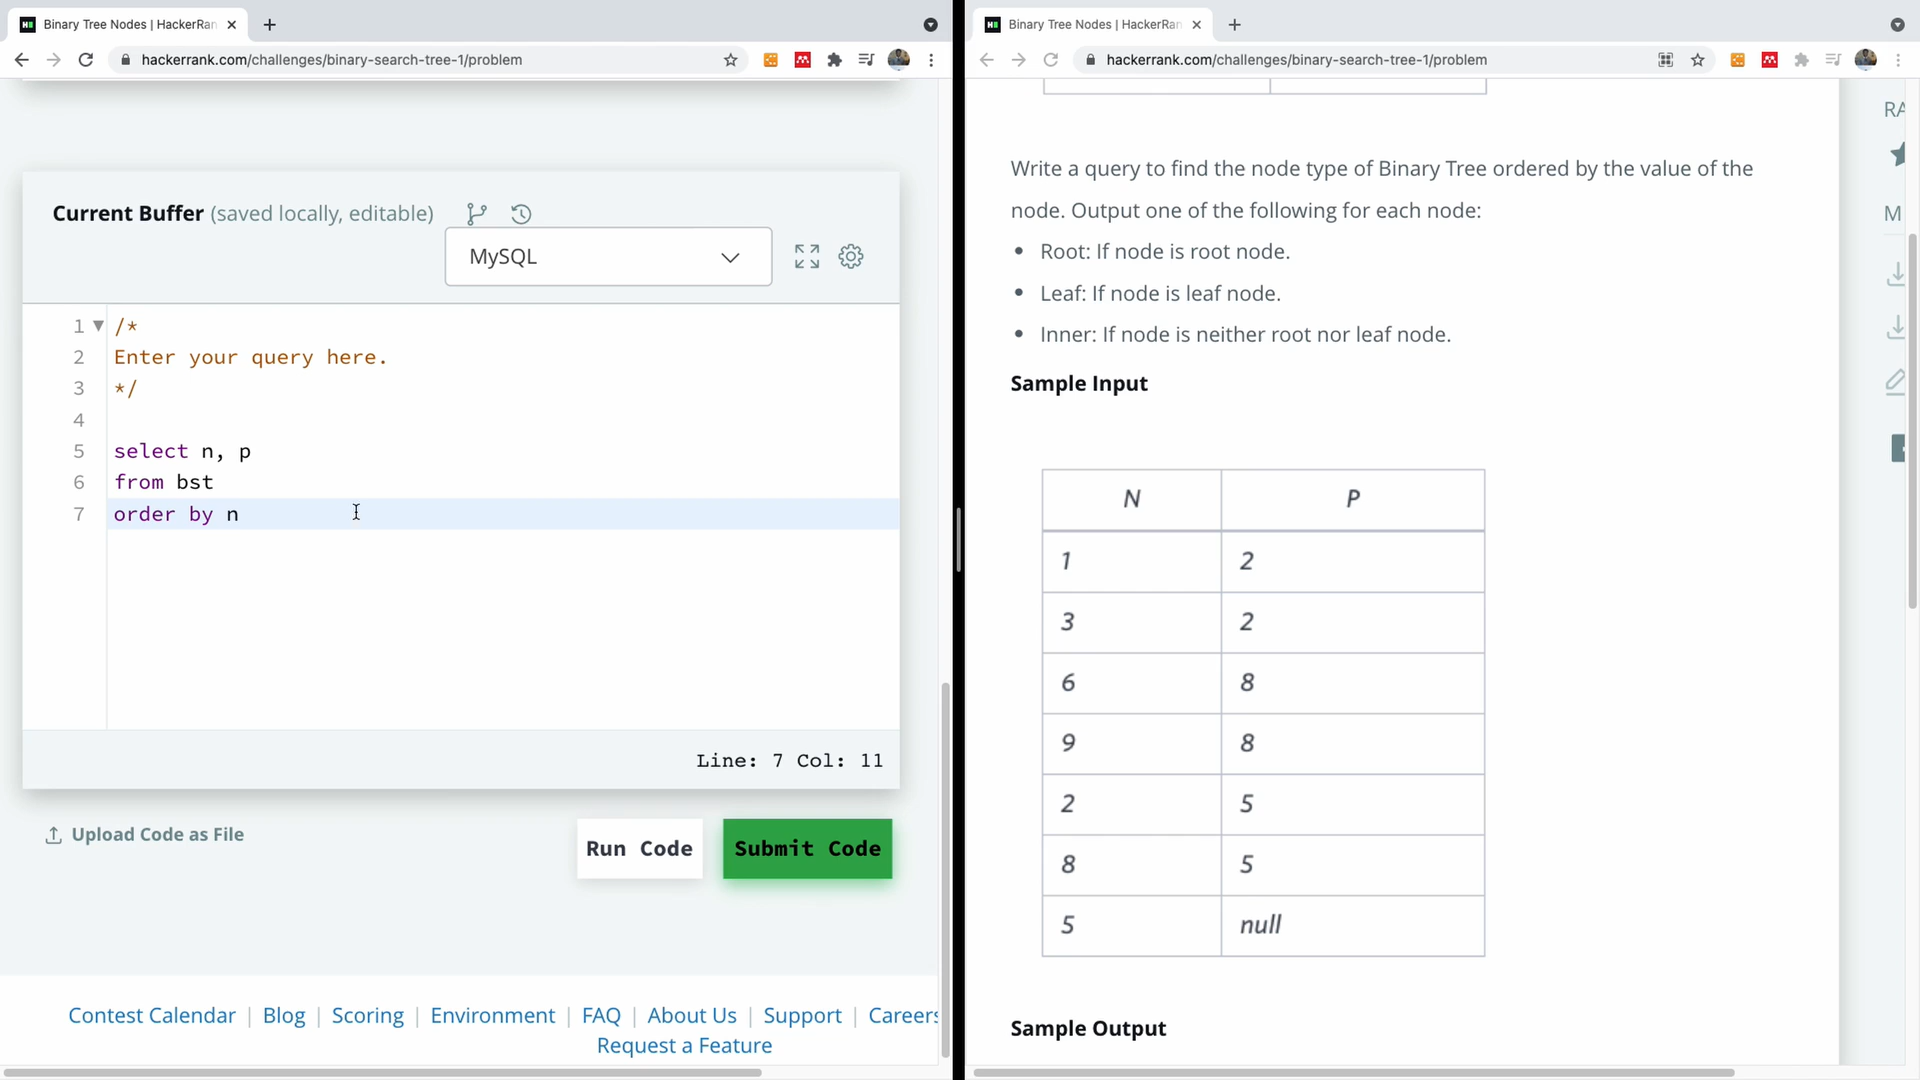 Binary Tree Nodes | HackerRan
hackerrank.com/challenges/binary-search-tree-1/problem
Current Buffer (saved locally, editable)
MySQL
1 /*
2 Enter your query here.
3 */
4
5 select n, p
6 from bst
7 order by n
Line: 7 Col: 11
Upload Code as File
Run Code
Submit Code
Contest Calendar | Blog | Scoring | Environment | FAQ | About Us | Support | Careers
Request a Feature
Binary Tree Nodes | HackerRan
hackerrank.com/challenges/binary-search-tree-1/problem
RA
Write a query to find the node type of Binary Tree ordered by the value of the
node. Output one of the following for each node:
M
• Root: If node is root node.
• Leaf: If node is leaf node.
• Inner: If node is neither root nor leaf node.
Sample Input
N P
1 2
3 2
6 8
9 8
2 5
8 5
5 null
Sample Output